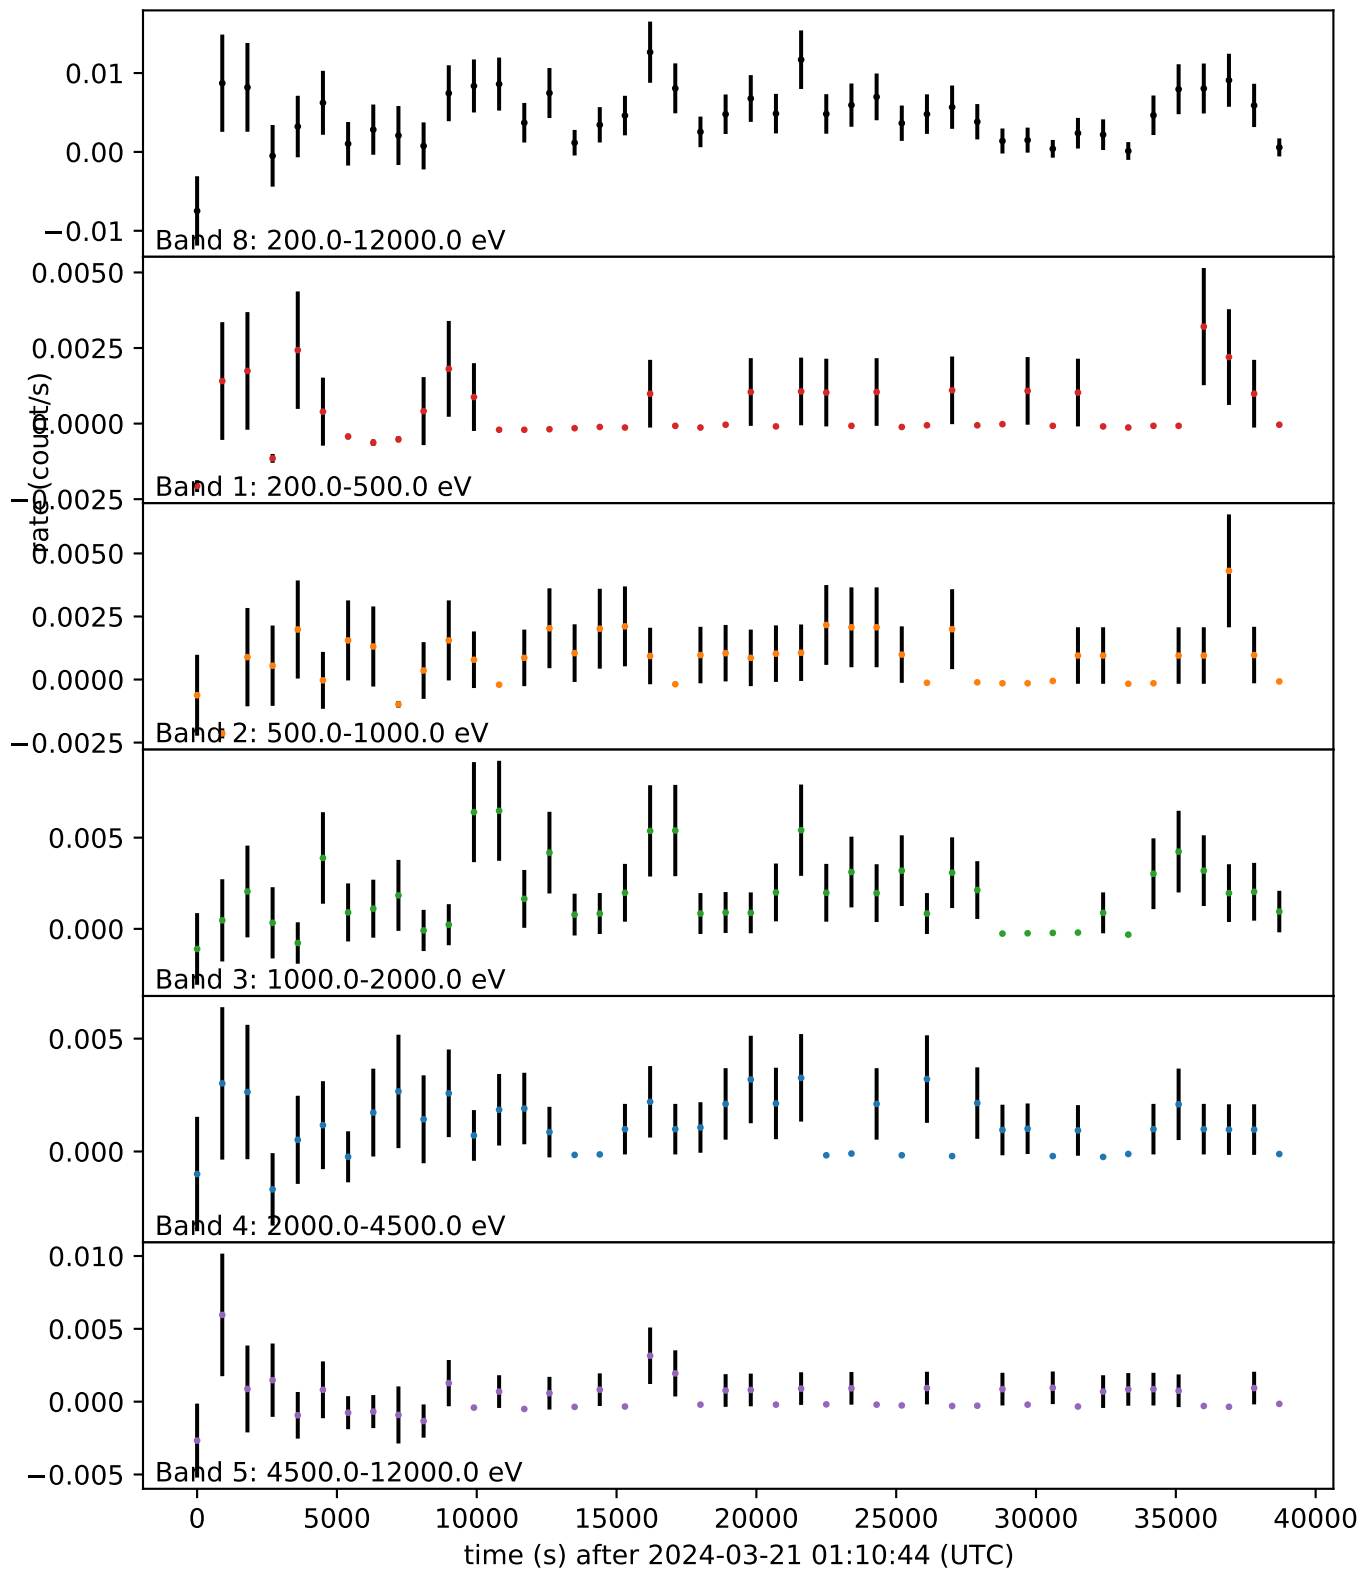 0.01
0.00
−0.01
Band 8: 200.0-12000.0 eV
0.0050
0.0025
0.0000
−0.0025
Band 1: 200.0-500.0 eV
rate (count/s)
0.0050
0.0025
0.0000
−0.0025
Band 2: 500.0-1000.0 eV
0.005
0.000
Band 3: 1000.0-2000.0 eV
0.005
0.000
Band 4: 2000.0-4500.0 eV
0.010
0.005
0.000
−0.005
Band 5: 4500.0-12000.0 eV
0 5000 10000 15000 20000 25000 30000 35000 40000
time (s) after 2024-03-21 01:10:44 (UTC)